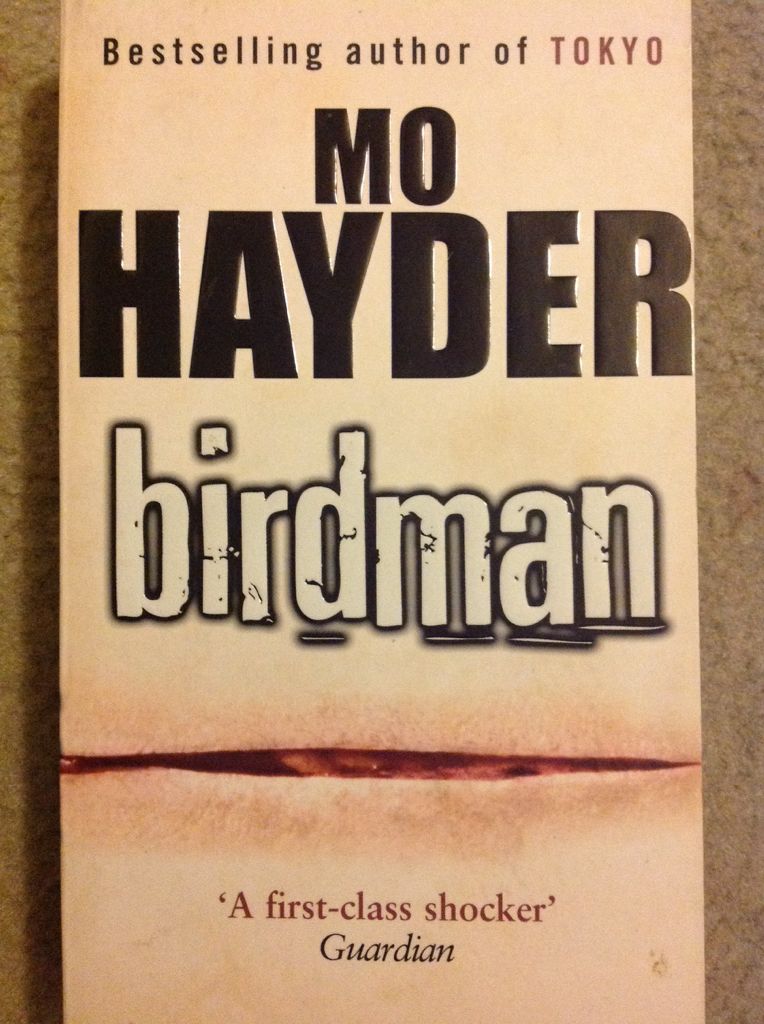 Bestselling author of TOKYO
MO
HAYDER
birdman
‘A first-class shocker’
Guardian